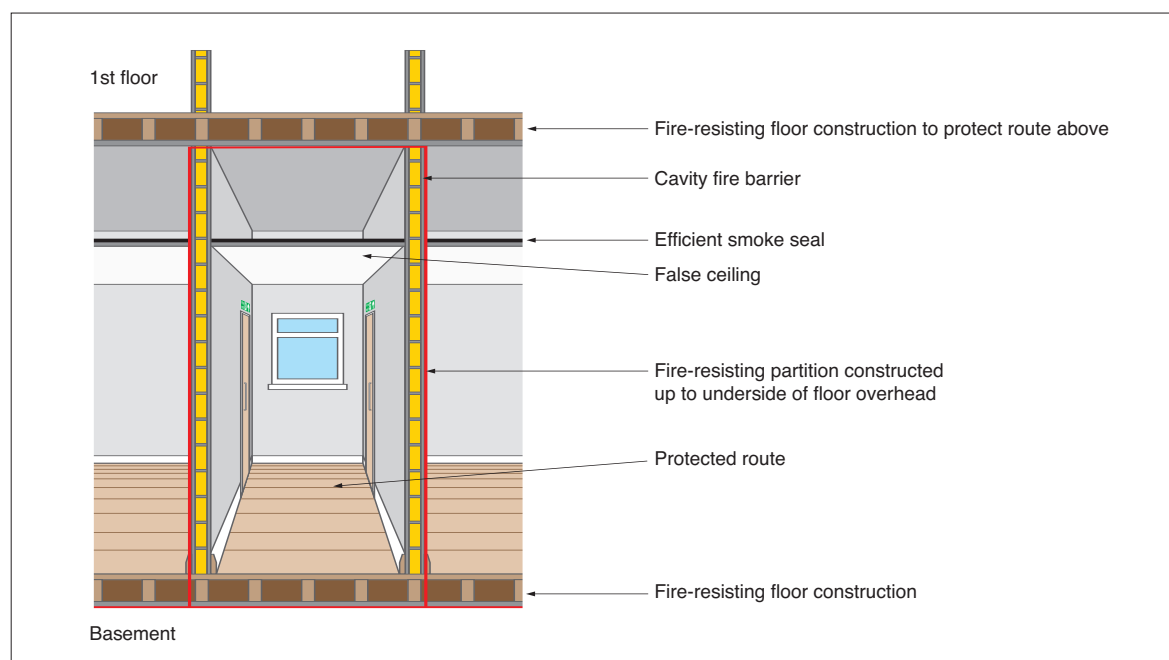 1st floor
Fire-resisting floor construction to protect route above
Cavity fire barrier
Efficient smoke seal
False ceiling
Fire-resisting partition constructed
up to underside of floor overhead
Protected route
Fire-resisting floor construction
Basement